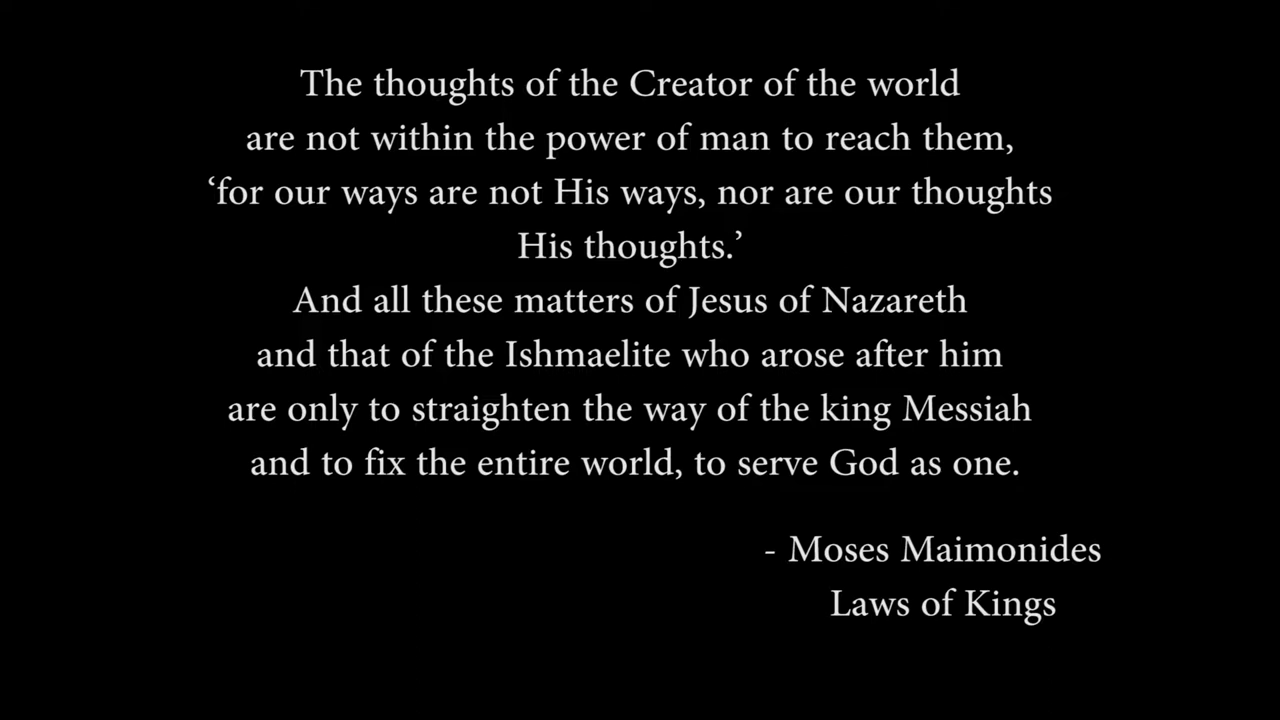 The thoughts of the Creator of the world
are not within the power of man to reach them,
‘for our ways are not His ways, nor are our thoughts
His thoughts.’
And all these matters of Jesus of Nazareth
and that of the Ishmaelite who arose after him
are only to straighten the way of the king Messiah
and to fix the entire world, to serve God as one.
- Moses Maimonides
Laws of Kings